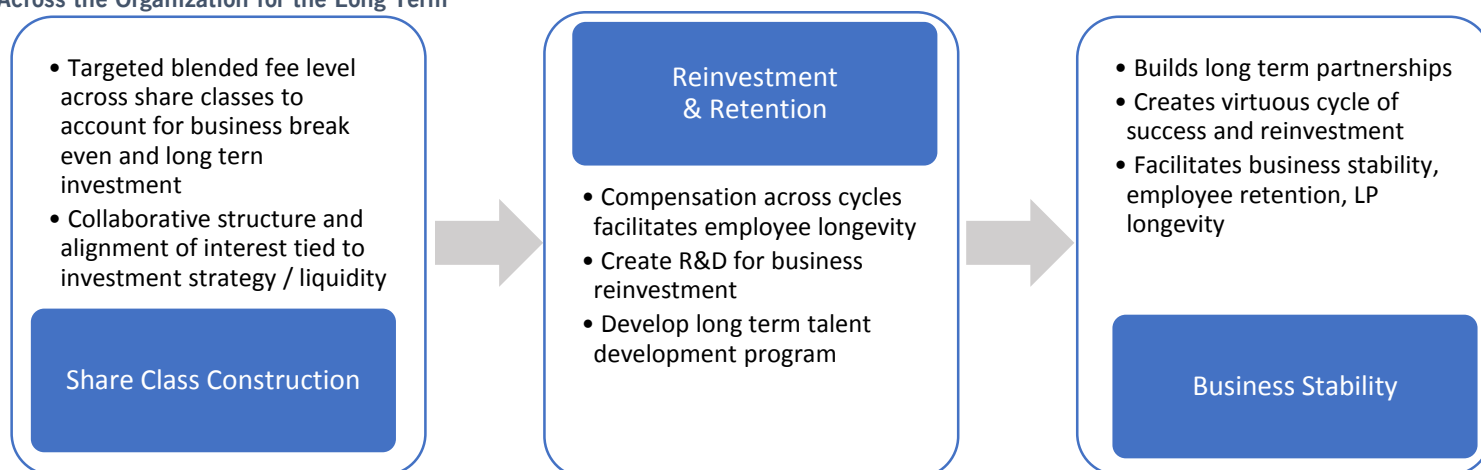 Across the Organization for the Long Term
• Targeted blended fee level
across share classes to
account for business break
even and long tern
investment
• Collaborative structure and
alignment of interest tied to
investment strategy / liquidity
Share Class Construction
Reinvestment
& Retention
• Compensation across cycles
facilitates employee longevity
• Create R&D for business
reinvestment
• Develop long term talent
development program
• Builds long term partnerships
• Creates virtuous cycle of
success and reinvestment
• Facilitates business stability,
employee retention, LP
longevity
Business Stability